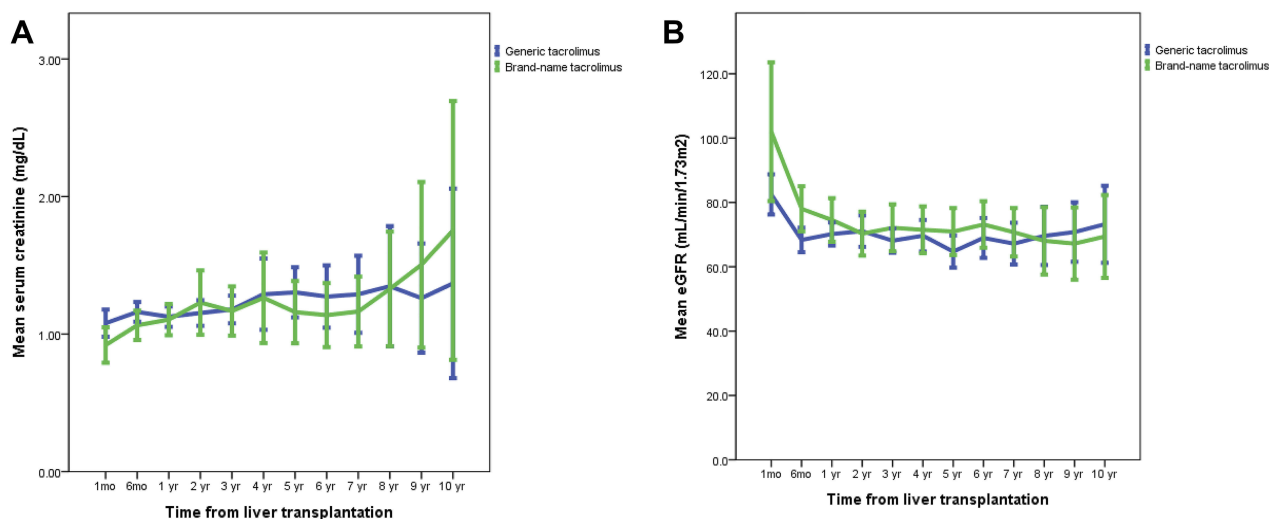 A
Mean serum creatinine (mg/dL)
3.00
2.00
1.00
0.00
1mo 6mo 1 yr 2 yr 3 yr 4 yr 5 yr 6 yr 7 yr 8 yr 9 yr 10 yr
Time from liver transplantation
Generic tacrolimus
Brand-name tacrolimus
B
Mean eGFR (mL/min/1.73m2)
120.0
100.0
80.0
60.0
40.0
20.0
0.0
1mo 6mo 1 yr 2 yr 3 yr 4 yr 5 yr 6 yr 7 yr 8 yr 9 yr 10 yr
Time from liver transplantation
Generic tacrolimus
Brand-name tacrolimus